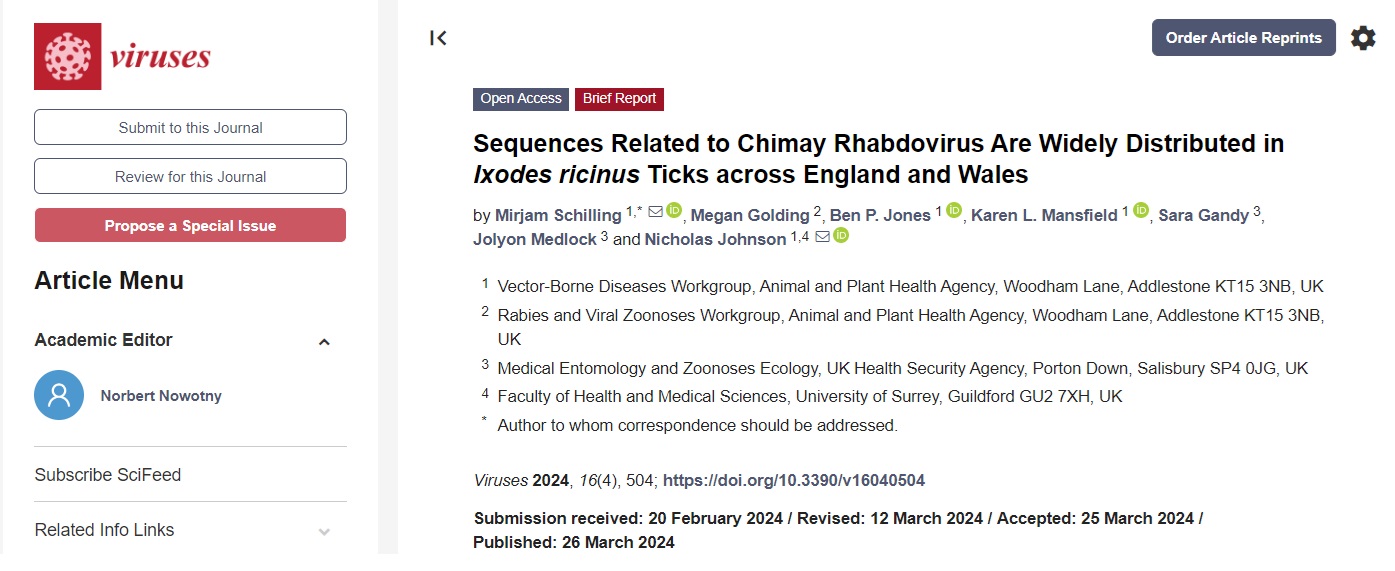 viruses
Submit to this Journal
Review for this Journal
Propose a Special Issue
Article Menu
Academic Editor
Norbert Nowotny
Subscribe SciFeed
Related Info Links
Order Article Reprints
Open Access Brief Report
Sequences Related to Chimay Rhabdovirus Are Widely Distributed in
Ixodes ricinus Ticks across England and Wales
by Mirjam Schilling 1,* iD, Megan Golding 2, Ben P. Jones 1 iD, Karen L. Mansfield 1 iD, Sara Gandy 3,
Jolyon Medlock 3 and Nicholas Johnson 1,4 iD
1 Vector-Borne Diseases Workgroup, Animal and Plant Health Agency, Woodham Lane, Addlestone KT15 3NB, UK
2 Rabies and Viral Zoonoses Workgroup, Animal and Plant Health Agency, Woodham Lane, Addlestone KT15 3NB,
UK
3 Medical Entomology and Zoonoses Ecology, UK Health Security Agency, Porton Down, Salisbury SP4 0JG, UK
4 Faculty of Health and Medical Sciences, University of Surrey, Guildford GU2 7XH, UK
* Author to whom correspondence should be addressed.
Viruses 2024, 16(4), 504; https://doi.org/10.3390/v16040504
Submission received: 20 February 2024 / Revised: 12 March 2024 / Accepted: 25 March 2024 /
Published: 26 March 2024